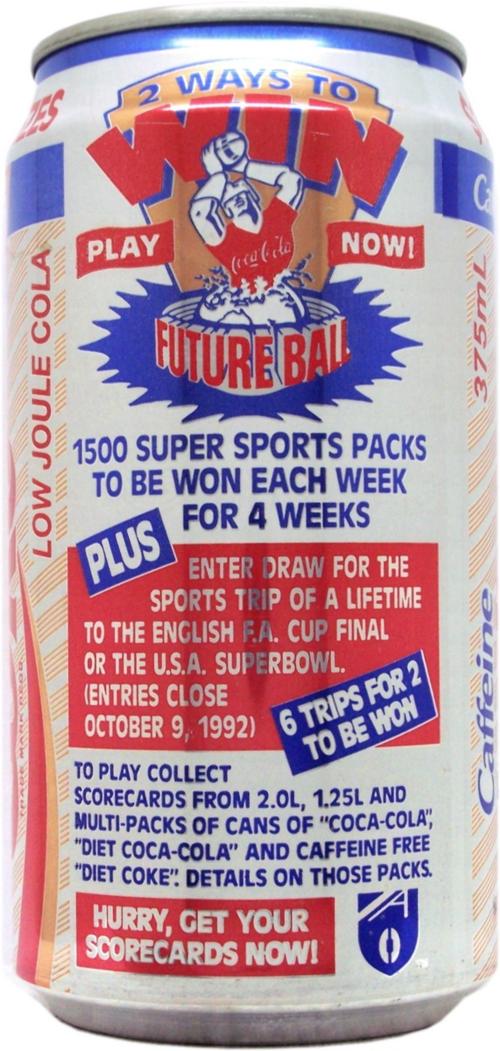 2 WAYS TO
WIN
PLAY NOW!
Coca-Cola
FUTURE BALL
1500 SUPER SPORTS PACKS
TO BE WON EACH WEEK
FOR 4 WEEKS
PLUS
ENTER DRAW FOR THE
SPORTS TRIP OF A LIFETIME
TO THE ENGLISH F.A. CUP FINAL
OR THE U.S.A. SUPERBOWL.
(ENTRIES CLOSE
OCTOBER 9, 1992)
6 TRIPS FOR 2
TO BE WON
TO PLAY COLLECT
SCORECARDS FROM 2.0L, 1.25L AND
MULTI-PACKS OF CANS OF "COCA-COLA",
"DIET COCA-COLA" AND CAFFEINE FREE
"DIET COKE". DETAILS ON THOSE PACKS.
HURRY, GET YOUR
SCORECARDS NOW!
LOW JOULE COLA
TRADE MARK REGD.
375mL
Caffeine